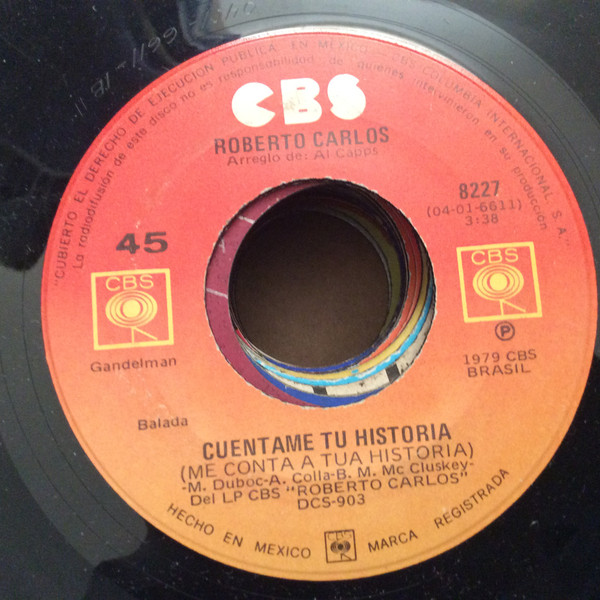 "CUBIERTO EL DERECHO DE EJECUCION PUBLICA EN MEXICO - CBS/COLUMBIA INTERNACIONAL, S. A."
La radiodifusión de este disco no es responsabilidad de quienes intervinieron en su producción.
CBS
ROBERTO CARLOS
Arreglo de: Al Capps
8227
(04-01-6611)
3:38
45
CBS
CBS
Gandelman
P
1979 CBS
BRASIL
Balada
CUENTAME TU HISTORIA
(ME CONTA A TUA HISTORIA)
-M. Duboc-A. Colla-B. M. Mc Cluskey-
Del LP CBS "ROBERTO CARLOS"
DCS-903
HECHO EN MEXICO CBS MARCA REGISTRADA